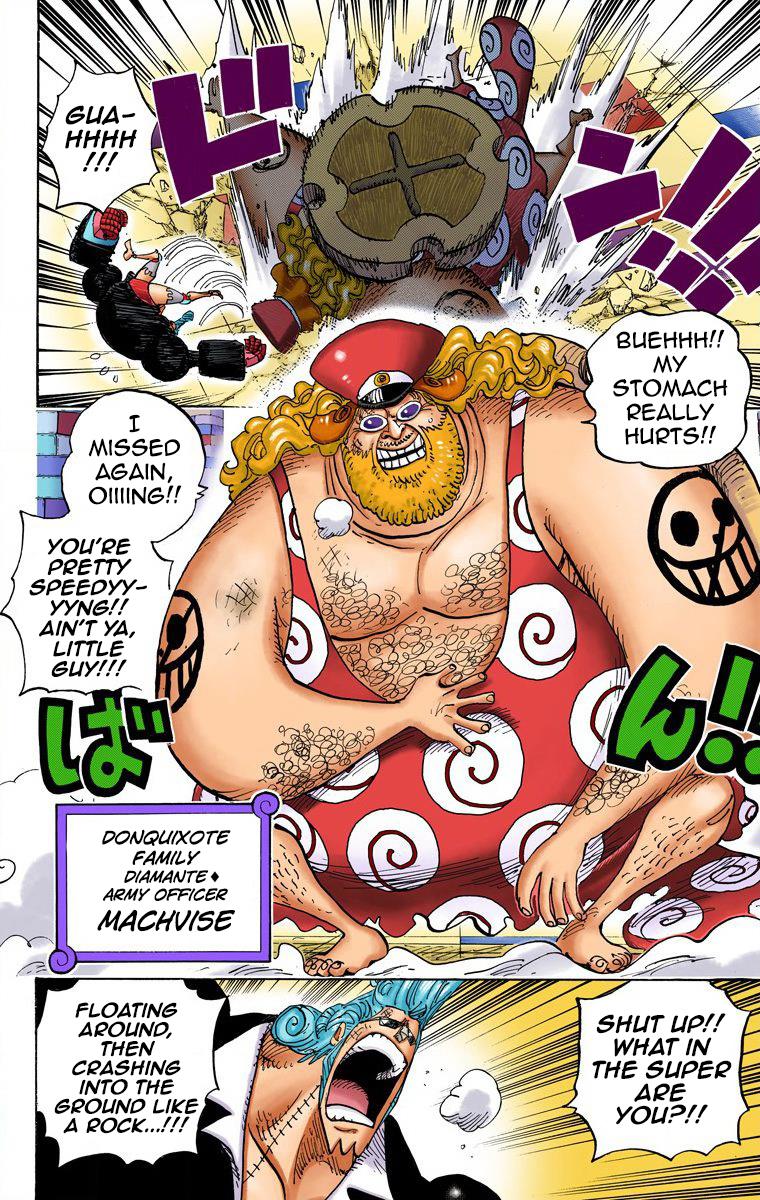 GUA-
HHHH
!!!
ドン!!!
BUEHHH!!
MY
STOMACH
REALLY
HURTS!!
I
MISSED
AGAIN,
OIIIING!!
YOU'RE
PRETTY
SPEEDYY-
YYNG!!
AIN'T YA,
LITTLE
GUY!!!
ばん!!
DONQUIXOTE
FAMILY
DIAMANTE♦
ARMY OFFICER
MACHVISE
FLOATING
AROUND,
THEN
CRASHING
INTO THE
GROUND LIKE
A ROCK...!!!
SHUT UP!!
WHAT IN
THE SUPER
ARE
YOU?!!